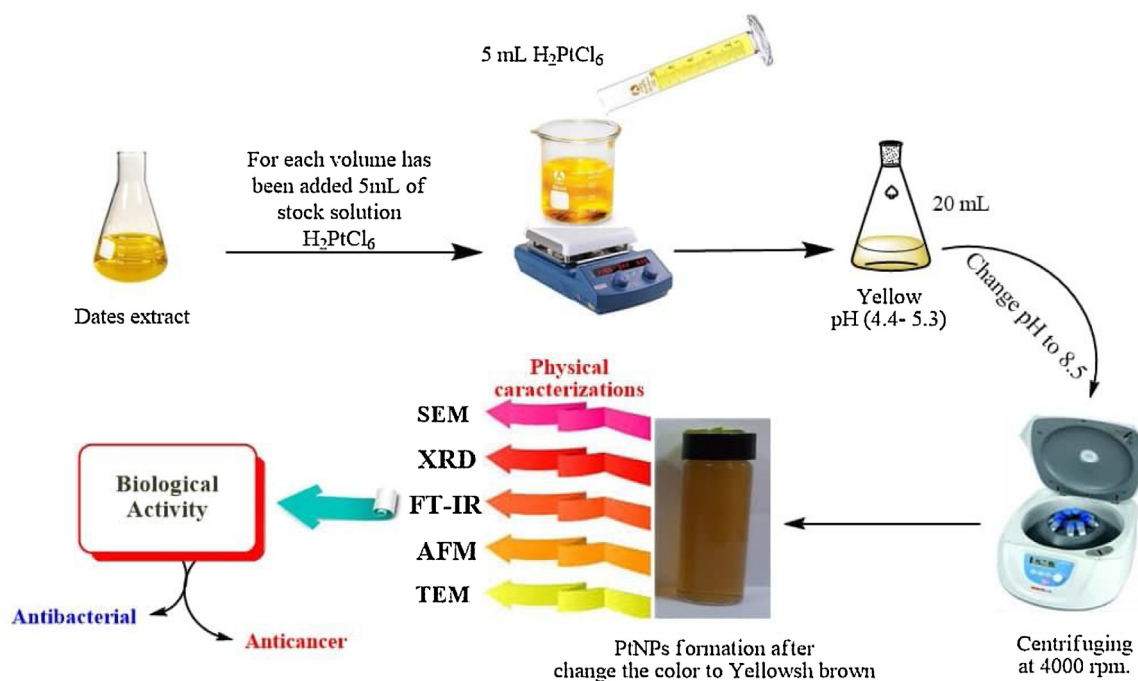 5 mL H₂PtCl₆
For each volume has
been added 5mL of
stock solution
H₂PtCl₆
Dates extract
20 mL
Yellow
pH (4.4- 5.3)
Change pH to 8.5
Physical
caracterizations
SEM
XRD
FT-IR
AFM
TEM
Biological
Activity
Antibacterial
Anticancer
PtNPs formation after
change the color to Yellowsh brown
Centrifuging
at 4000 rpm.